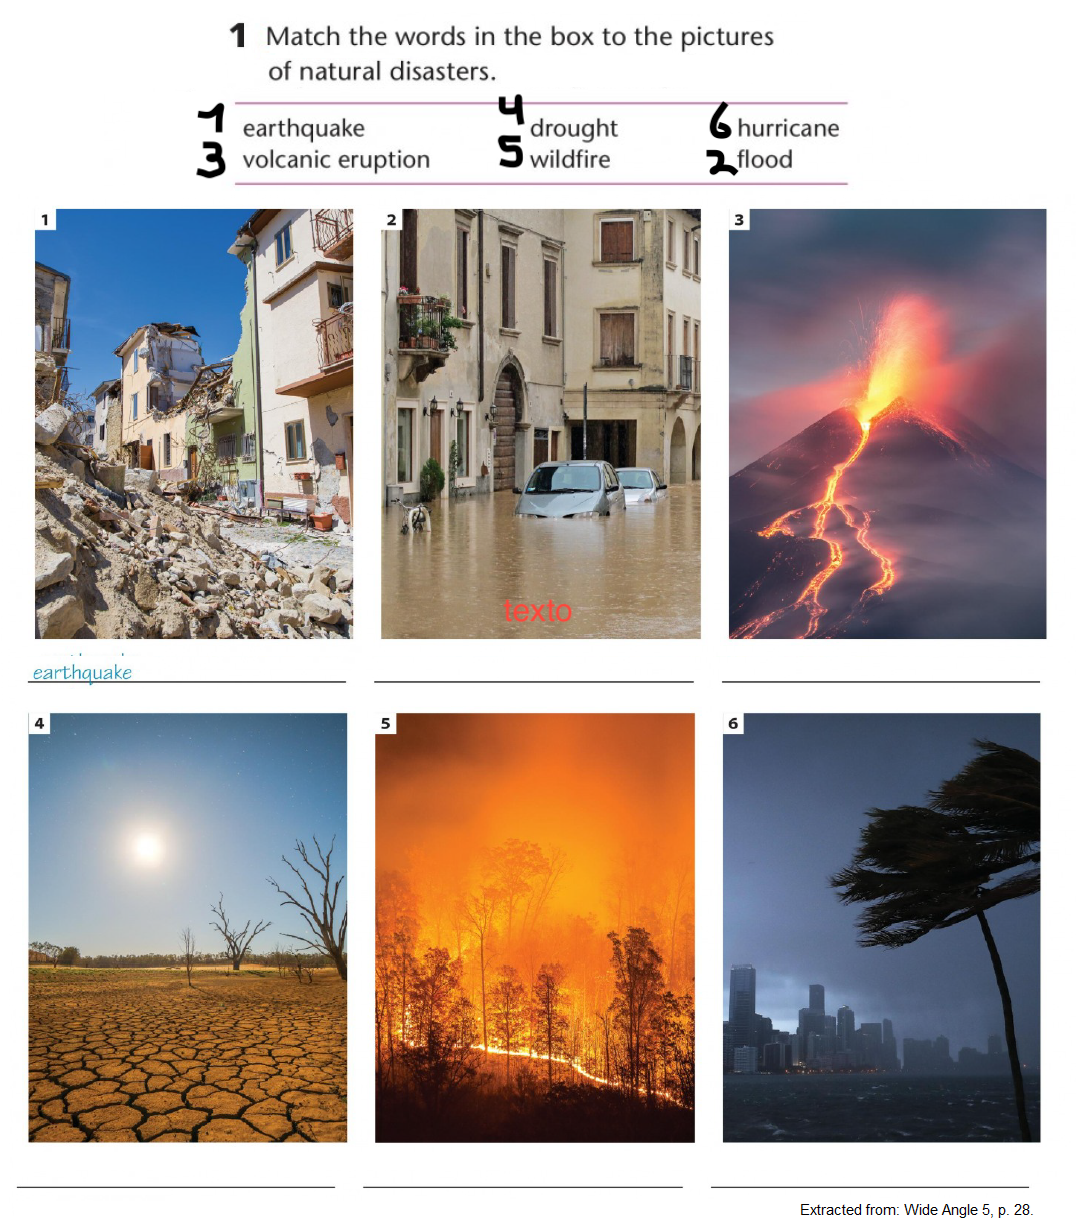 1 Match the words in the box to the pictures
of natural disasters.
1 earthquake 4 drought 6 hurricane
3 volcanic eruption 5 wildfire 2 flood
1
2
3
texto
earthquake
4
5
6
Extracted from: Wide Angle 5, p. 28.